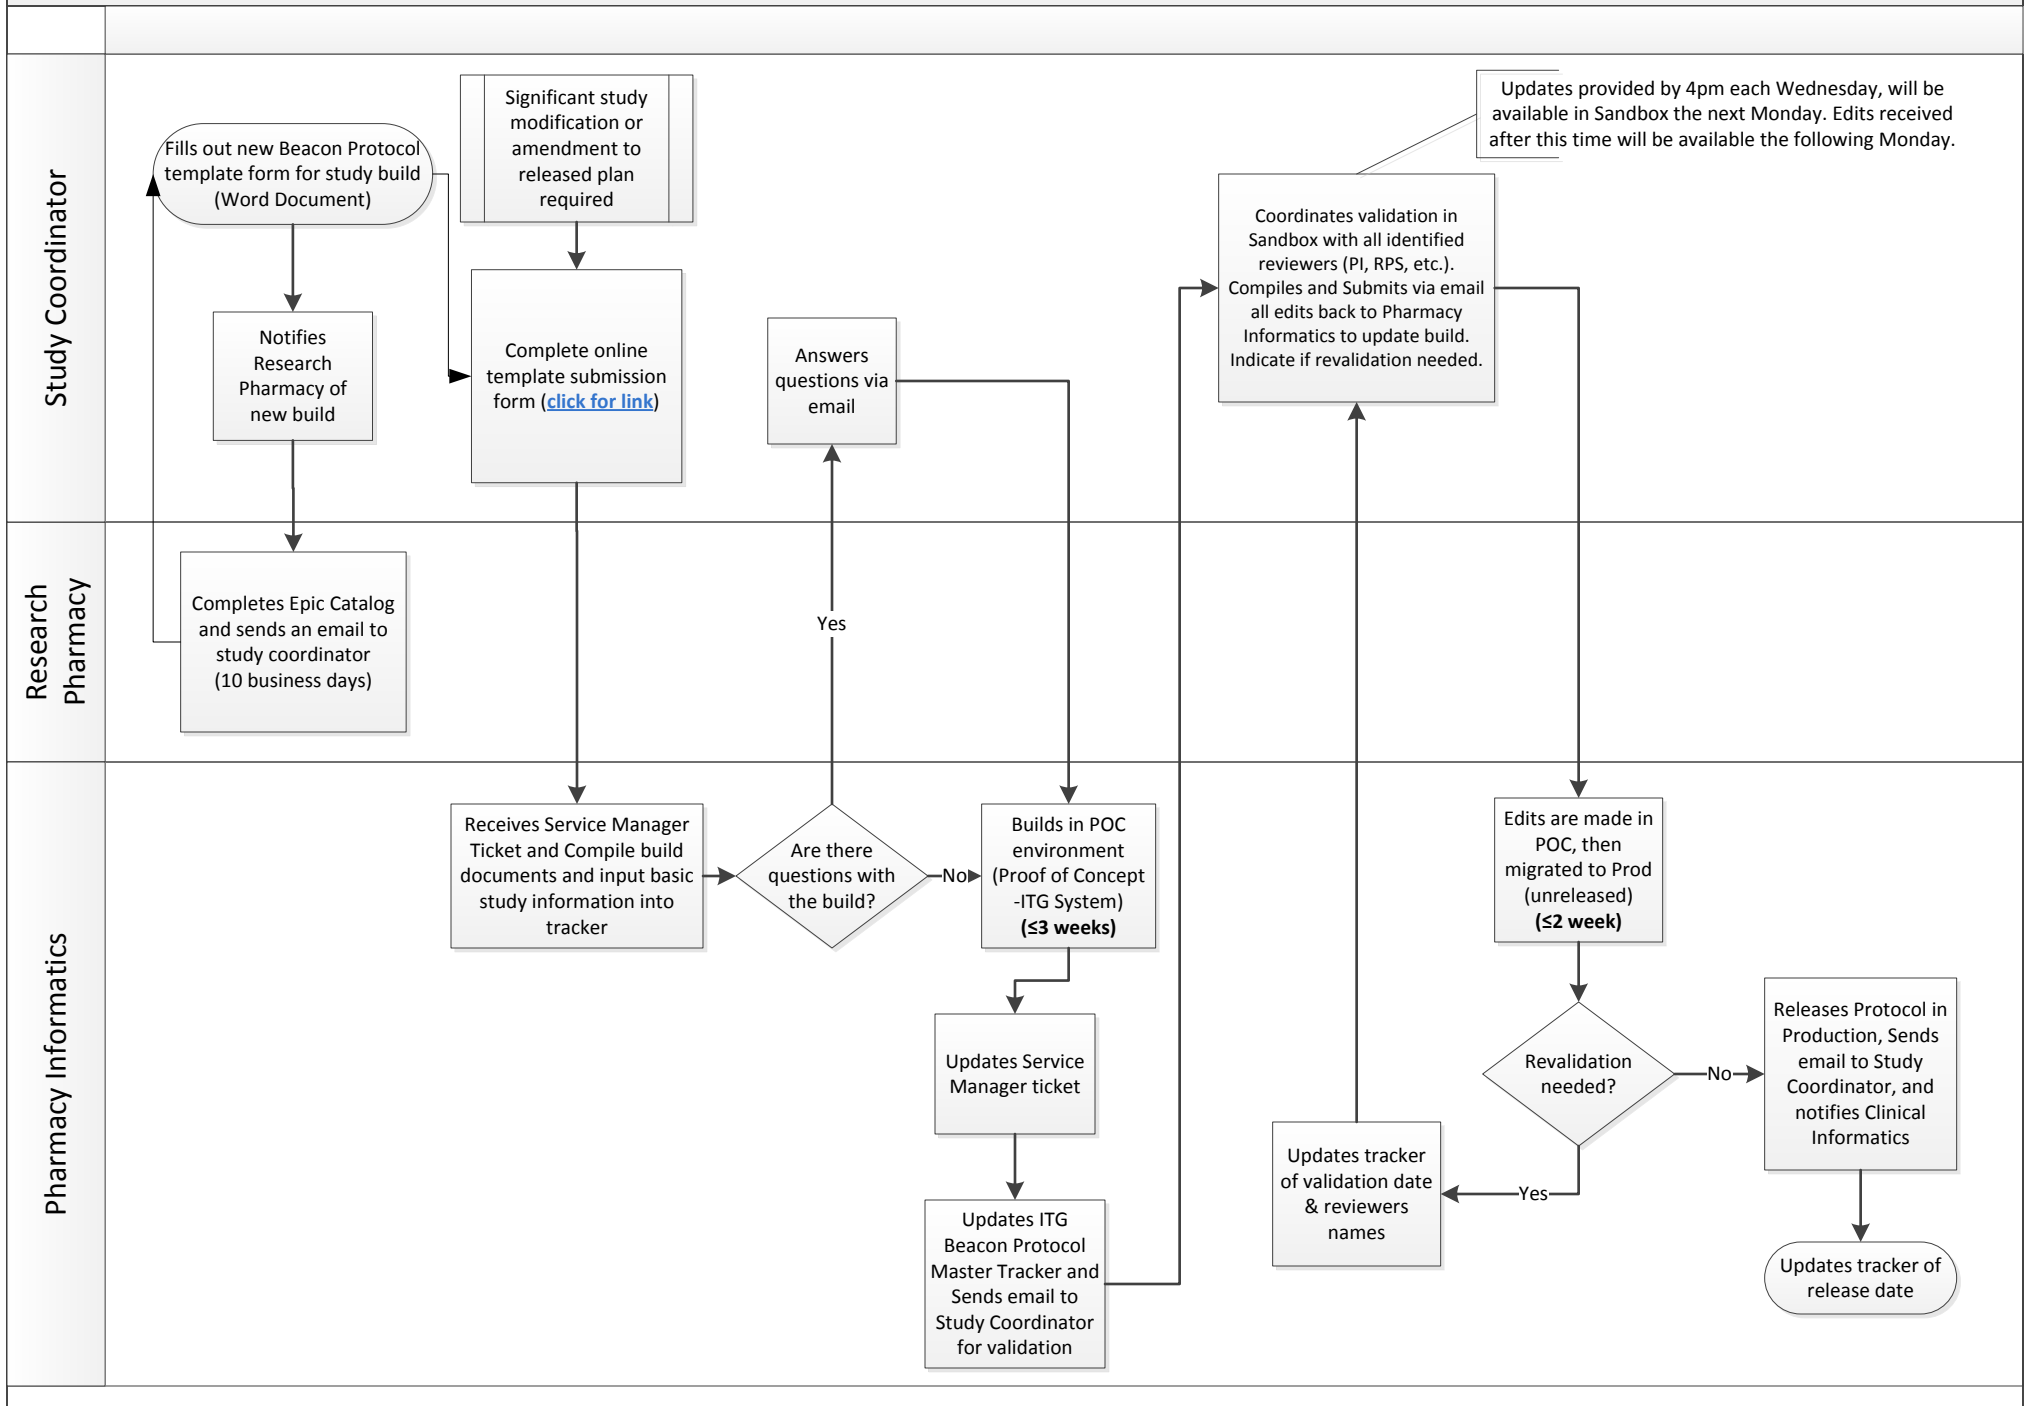 Study Coordinator
Fills out new Beacon Protocol
template form for study build
(Word Document)
Notifies
Research
Pharmacy of
new build
Significant study
modification or
amendment to
released plan
required
Complete online
template submission
form (click for link)
Answers
questions via
email
Updates provided by 4pm each Wednesday, will be
available in Sandbox the next Monday. Edits received
after this time will be available the following Monday.
Coordinates validation in
Sandbox with all identified
reviewers (PI, RPS, etc.).
Compiles and Submits via email
all edits back to Pharmacy
Informatics to update build.
Indicate if revalidation needed.
Research
Pharmacy
Completes Epic Catalog
and sends an email to
study coordinator
(10 business days)
Yes
Pharmacy Informatics
Receives Service Manager
Ticket and Compile build
documents and input basic
study information into
tracker
Are there
questions with
the build?
No
Builds in POC
environment
(Proof of Concept
-ITG System)
(≤3 weeks)
Updates Service
Manager ticket
Updates ITG
Beacon Protocol
Master Tracker and
Sends email to
Study Coordinator
for validation
Edits are made in
POC, then
migrated to Prod
(unreleased)
(≤2 week)
Revalidation
needed?
Yes
Updates tracker
of validation date
& reviewers
names
No
Releases Protocol in
Production, Sends
email to Study
Coordinator, and
notifies Clinical
Informatics
Updates tracker of
release date